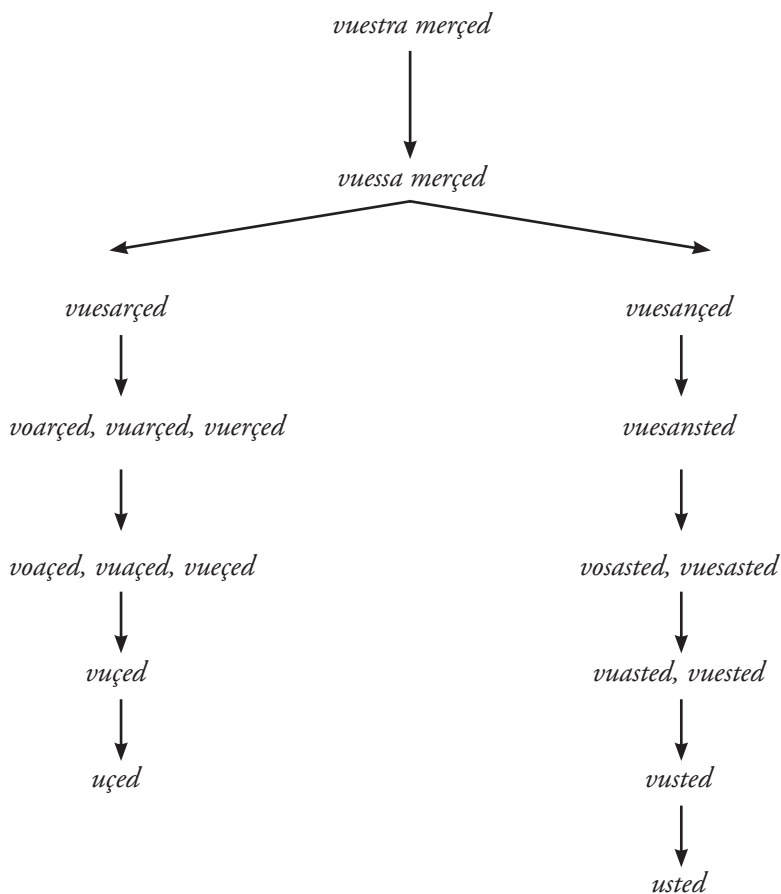 vuestra merçed
vuessa merçed
vuesarçed vuesançed
voarçed, vuarçed, vuerçed vuesansted
voaçed, vuaçed, vueçed vosasted, vuesasted
vuçed vuasted, vuested
uçed vusted
usted